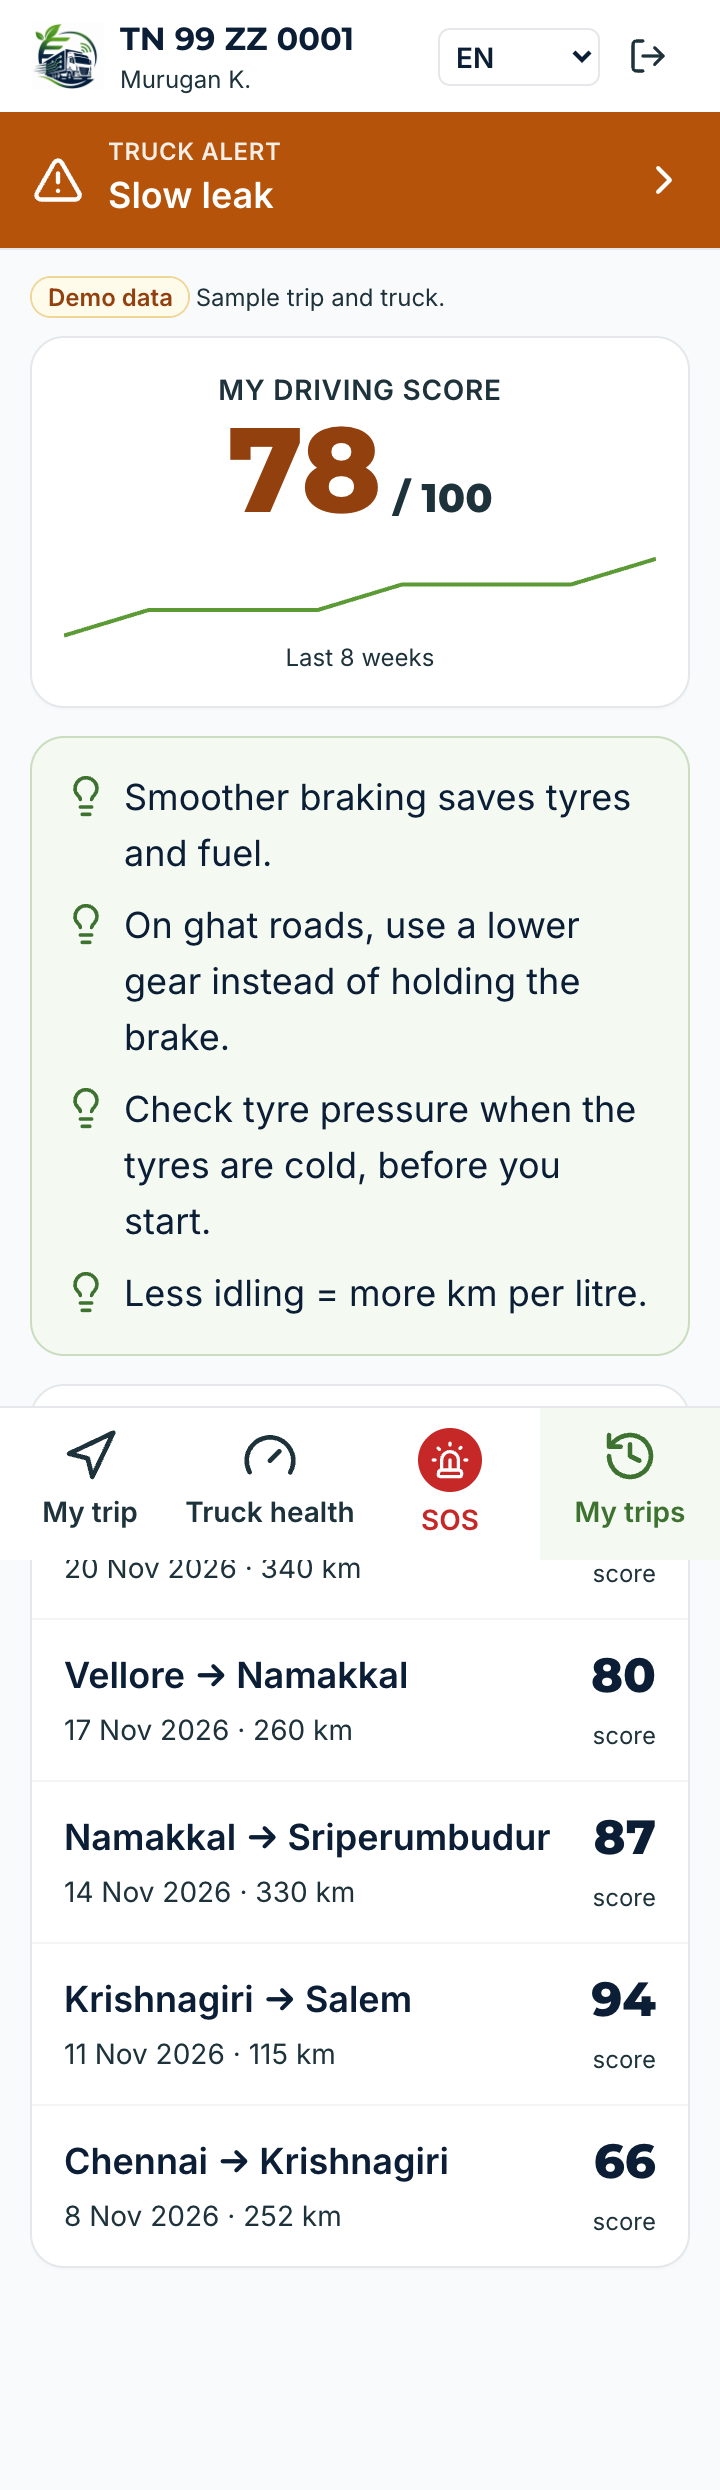 TN 99 ZZ 0001
Murugan K.
EN
TRUCK ALERT
Slow leak
Demo data Sample trip and truck.
MY DRIVING SCORE
78 / 100
Last 8 weeks
Smoother braking saves tyres
and fuel.
On ghat roads, use a lower
gear instead of holding the
brake.
Check tyre pressure when the
tyres are cold, before you
start.
Less idling = more km per litre.
My trip
Truck health
SOS
My trips
20 Nov 2026 · 340 km
score
Vellore → Namakkal
80
17 Nov 2026 · 260 km
score
Namakkal → Sriperumbudur
87
14 Nov 2026 · 330 km
score
Krishnagiri → Salem
94
11 Nov 2026 · 115 km
score
Chennai → Krishnagiri
66
8 Nov 2026 · 252 km
score